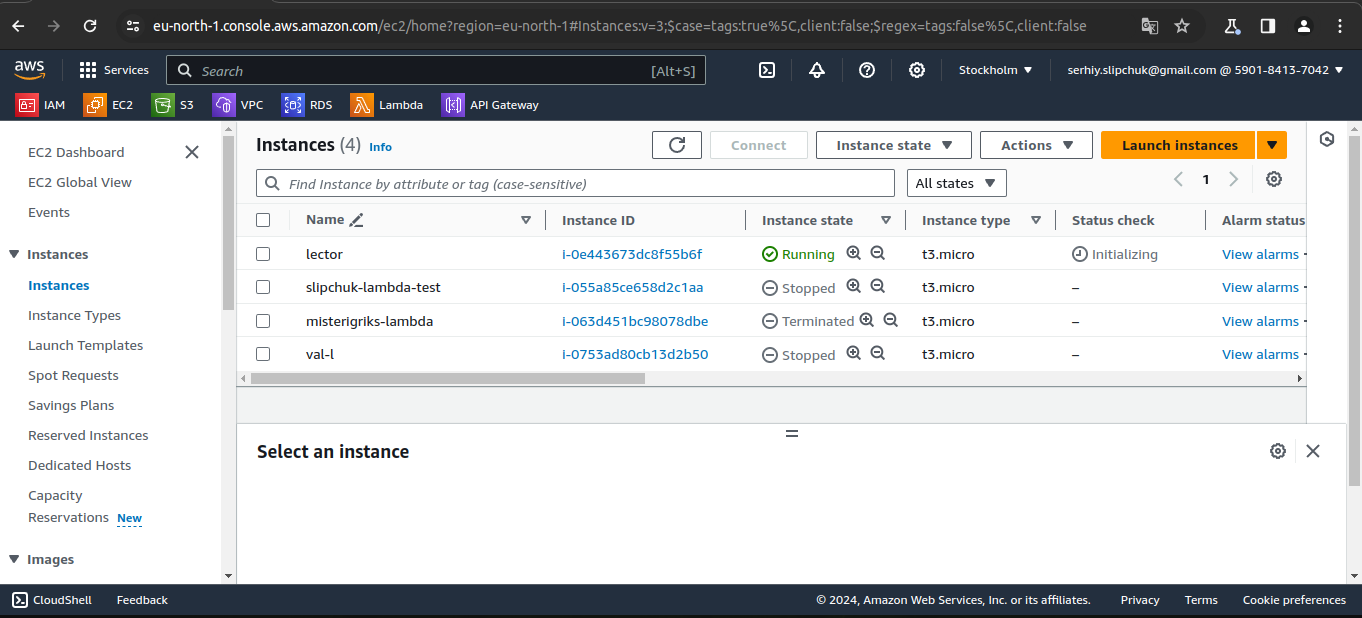 eu-north-1.console.aws.amazon.com/ec2/home?region=eu-north-1#Instances:v=3;$case=tags:true%5C,client:false;$regex=tags:false%5C,client:false
aws Services Search [Alt+S] Stockholm serhiy.slipchuk@gmail.com @ 5901-8413-7042
IAM EC2 S3 VPC RDS Lambda API Gateway
EC2 Dashboard
EC2 Global View
Events
Instances
Instances
Instance Types
Launch Templates
Spot Requests
Savings Plans
Reserved Instances
Dedicated Hosts
Capacity
Reservations New
Images
Instances (4) Info Connect Instance state Actions Launch instances
Find Instance by attribute or tag (case-sensitive) All states 1
Name Instance ID Instance state Instance type Status check Alarm status
lector i-0e443673dc8f55b6f Running t3.micro Initializing View alarms
slipchuk-lambda-test i-055a85ce658d2c1aa Stopped t3.micro – View alarms
misterigriks-lambda i-063d451bc98078dbe Terminated t3.micro – View alarms
val-l i-0753ad80cb13d2b50 Stopped t3.micro – View alarms
Select an instance
CloudShell Feedback © 2024, Amazon Web Services, Inc. or its affiliates. Privacy Terms Cookie preferences